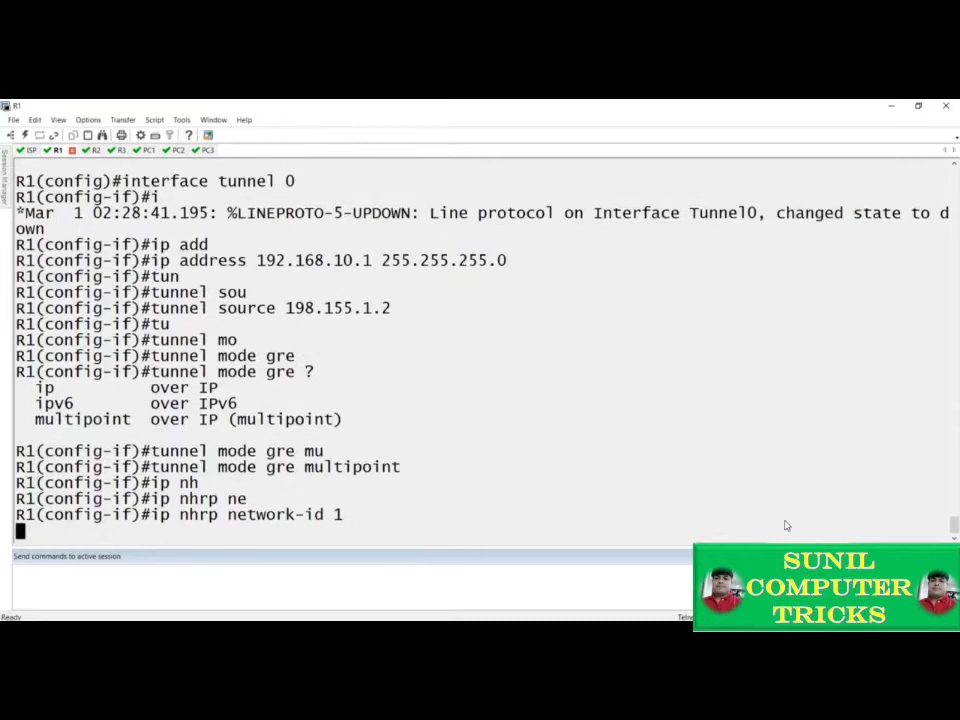 R1
File Edit View Options Transfer Script Tools Window Help
ISP R1 R2 R3 PC1 PC2 PC3
Session Manager
R1(config)#interface tunnel 0
R1(config-if)#i
*Mar  1 02:28:41.195: %LINEPROTO-5-UPDOWN: Line protocol on Interface Tunnel0, changed state to d
own
R1(config-if)#ip add
R1(config-if)#ip address 192.168.10.1 255.255.255.0
R1(config-if)#tun
R1(config-if)#tunnel sou
R1(config-if)#tunnel source 198.155.1.2
R1(config-if)#tu
R1(config-if)#tunnel mo
R1(config-if)#tunnel mode gre
R1(config-if)#tunnel mode gre ?
  ip          over IP
  ipv6        over IPv6
  multipoint  over IP (multipoint)
R1(config-if)#tunnel mode gre mu
R1(config-if)#tunnel mode gre multipoint
R1(config-if)#ip nh
R1(config-if)#ip nhrp ne
R1(config-if)#ip nhrp network-id 1
Send commands to active session
Ready
SUNIL
COMPUTER
TRICKS